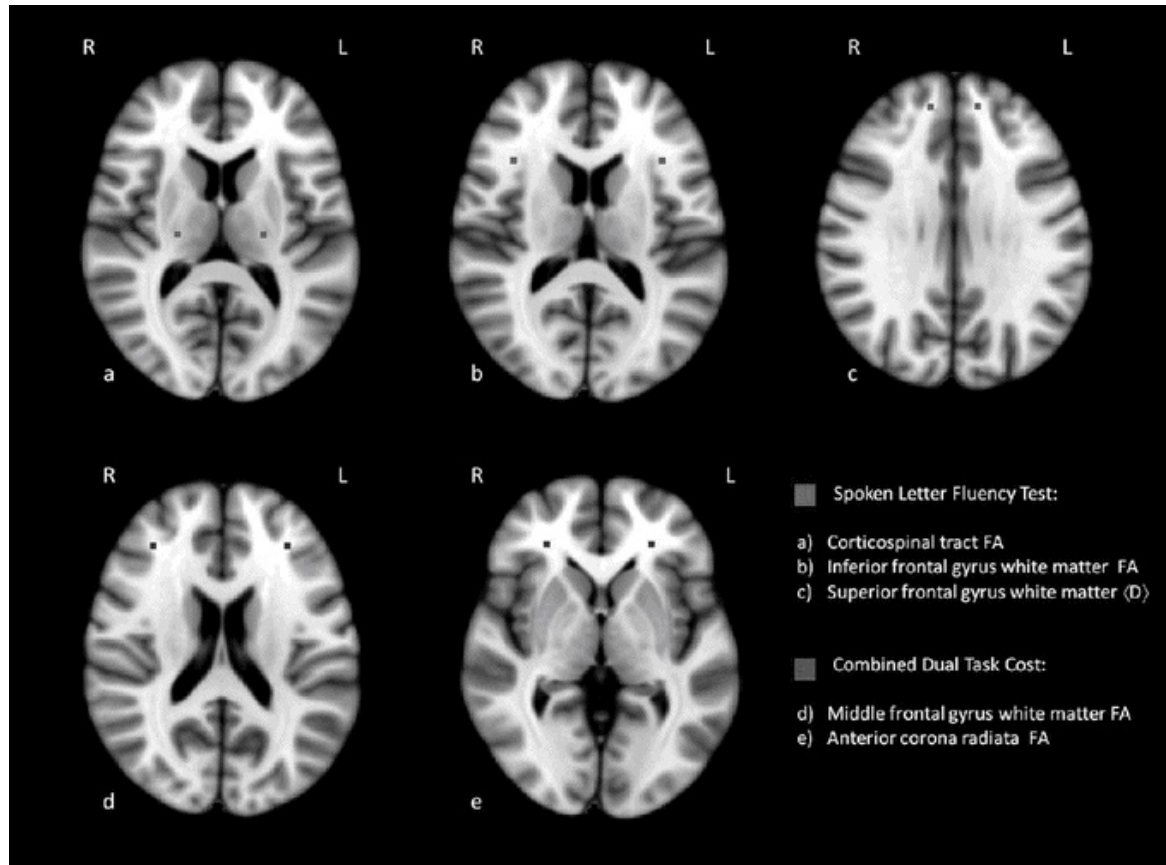 R L R L R L
a b c
R L R L
Spoken Letter Fluency Test:
a) Corticospinal tract FA
b) Inferior frontal gyrus white matter FA
c) Superior frontal gyrus white matter ⟨D⟩
Combined Dual Task Cost:
d) Middle frontal gyrus white matter FA
e) Anterior corona radiata FA
d e